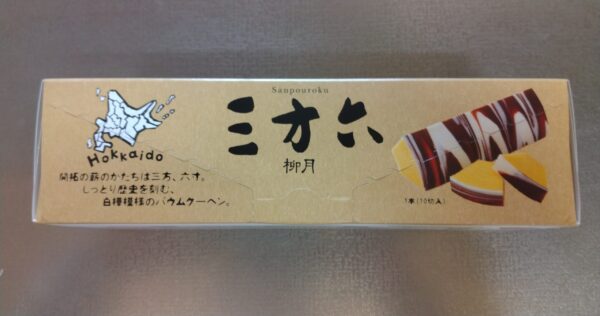 Sanpouroku
三方六
柳月
Hokkaido
開拓の薪のかたちは三方、六寸。
しっとり歴史を刻む、
白樺模様のバウムクーヘン。
1本(10切入)